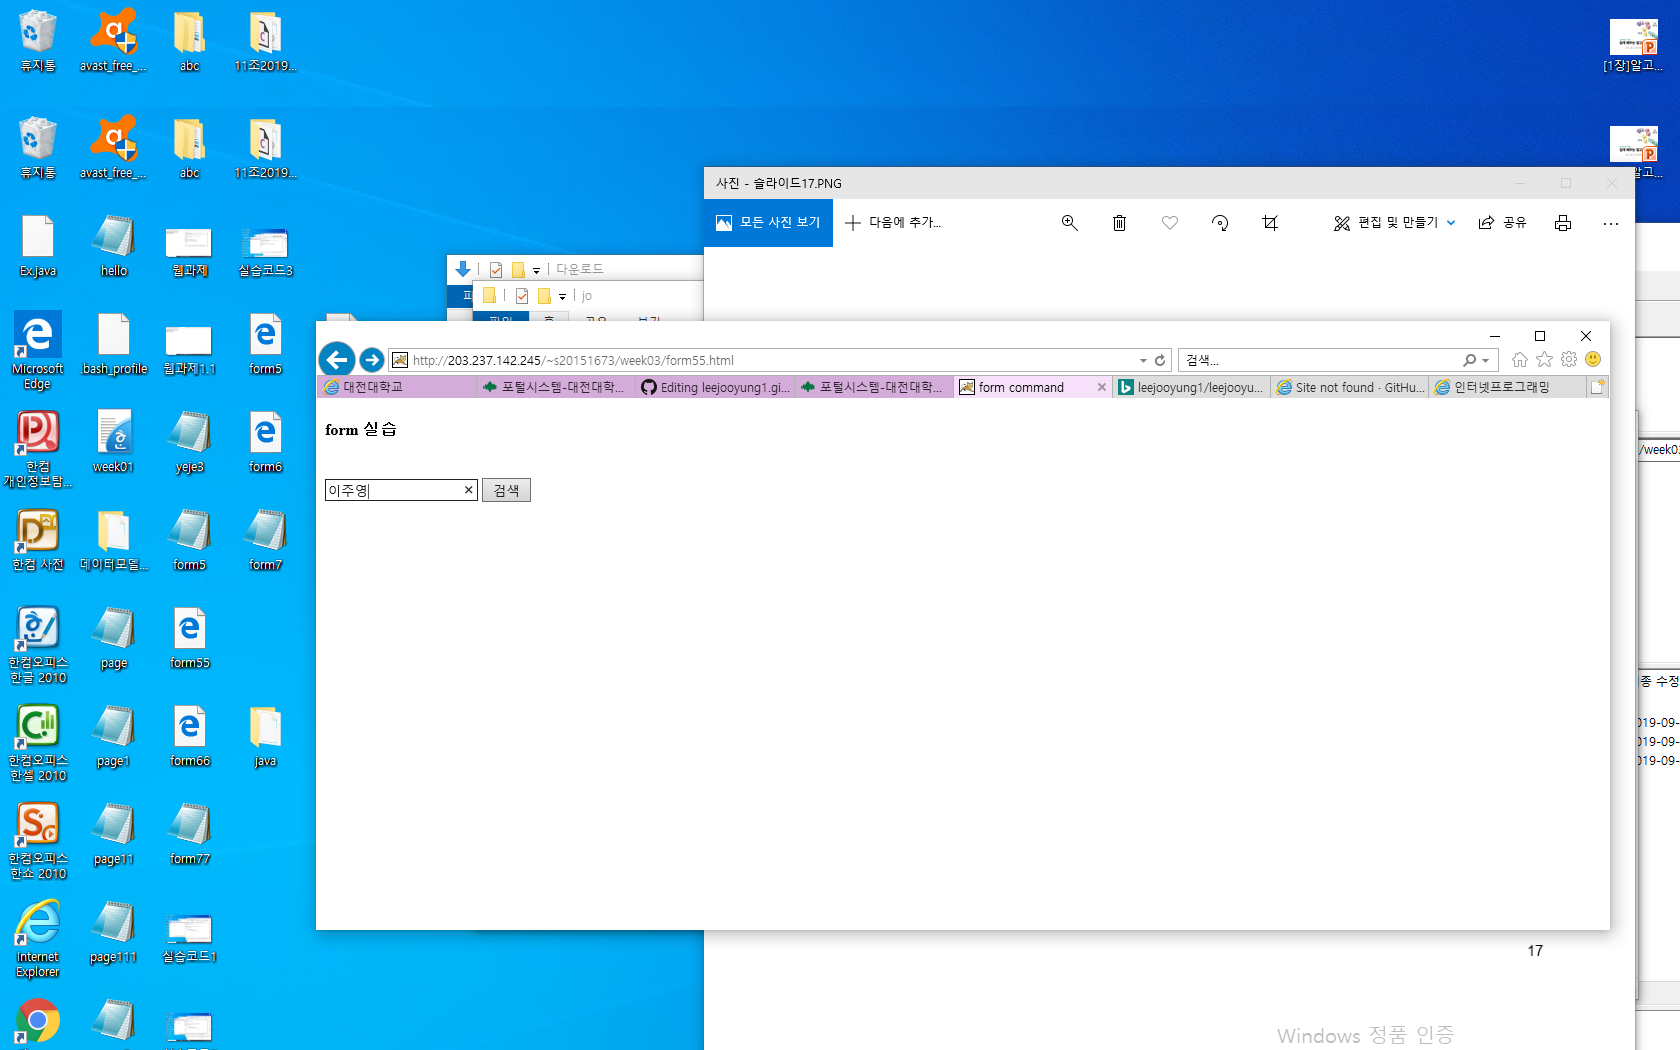 휴지통
avast_free_...
abc
11조2019...
[1장]알고...
휴지통
avast_free_...
abc
11조2019...
알고...
Ex.java
hello
웹과제
실습코드3
Microsoft
Edge
.bash_profile
웹과제1.1
form5
한컴
개인정보탐...
week01
yeje3
form6
한컴 사전
데이터모델...
form5
form7
한컴오피스
한글 2010
page
form55
한컴오피스
한셀 2010
page1
form66
java
한컴오피스
한쇼 2010
page11
form77
Internet
Explorer
page111
실습코드1
다운로드
jo
사진 - 슬라이드17.PNG
모든 사진 보기
다음에 추가...
편집 및 만들기
공유
http://203.237.142.245/~s20151673/week03/form55.html
검색...
대전대학교
포털시스템-대전대학...
Editing leejooyung1.gi...
포털시스템-대전대학...
form command
leejooyung1/leejooyu...
Site not found · GitHu...
인터넷프로그래밍
form 실습
이주영
검색
/week03
종 수정
019-09-
019-09-
019-09-
17
Windows 정품 인증